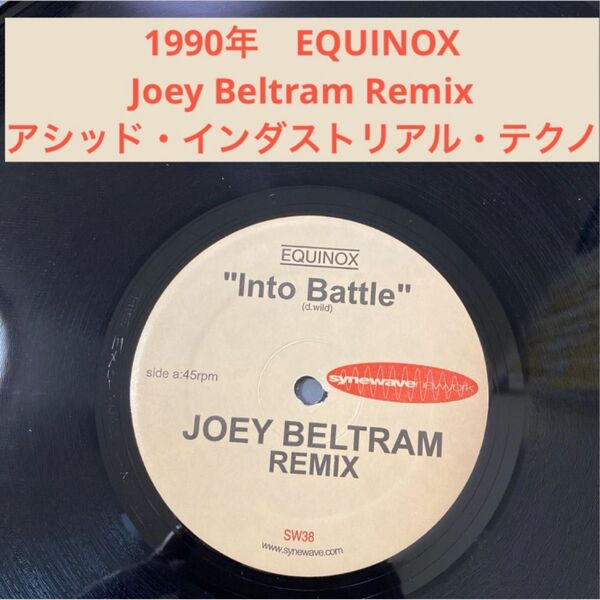 1990年　EQUINOX
Joey Beltram Remix
アシッド・インダストリアル・テクノ
EQUINOX
"Into Battle"
(d.wild)
side a:45rpm
synewavenewyork
JOEY BELTRAM
REMIX
SW38
www.synewave.com